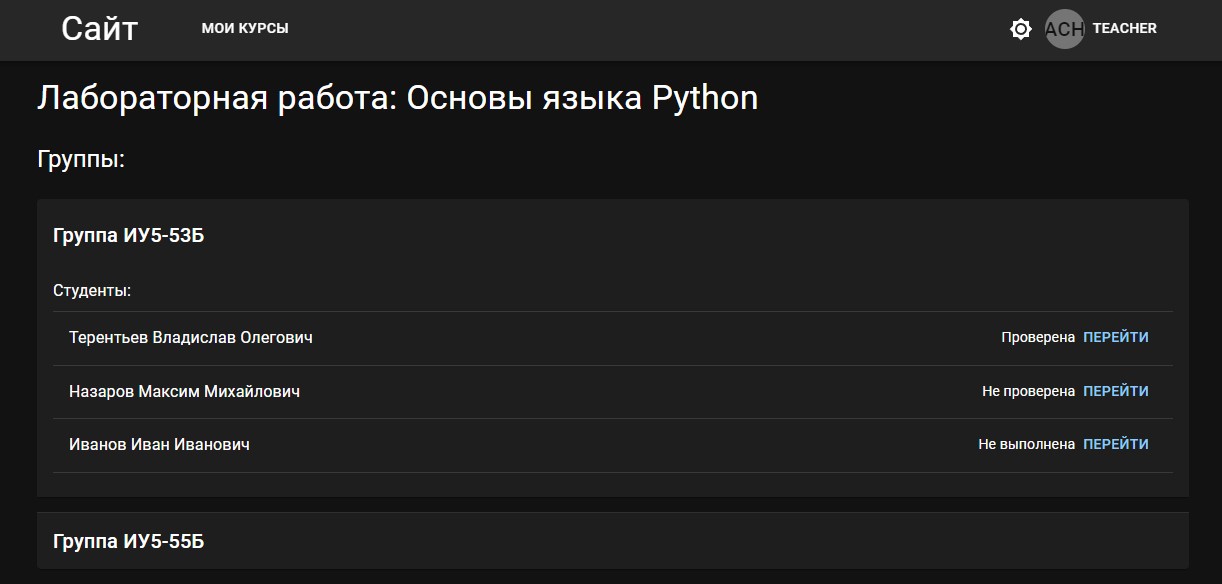 Сайт МОИ КУРСЫ АСН TEACHER
Лабораторная работа: Основы языка Python
Группы:
Группа ИУ5-53Б
Студенты:
Терентьев Владислав Олегович Проверена ПЕРЕЙТИ
Назаров Максим Михайлович Не проверена ПЕРЕЙТИ
Иванов Иван Иванович Не выполнена ПЕРЕЙТИ
Группа ИУ5-55Б